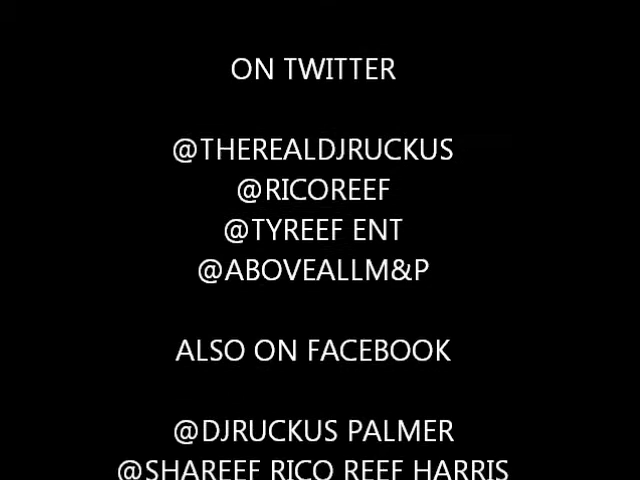 ON TWITTER
@THEREALDJRUCKUS
@RICOREEF
@TYREEF ENT
@ABOVEALLM&P
ALSO ON FACEBOOK
@DJRUCKUS PALMER
@SHAREEF RICO REEF HARRIS